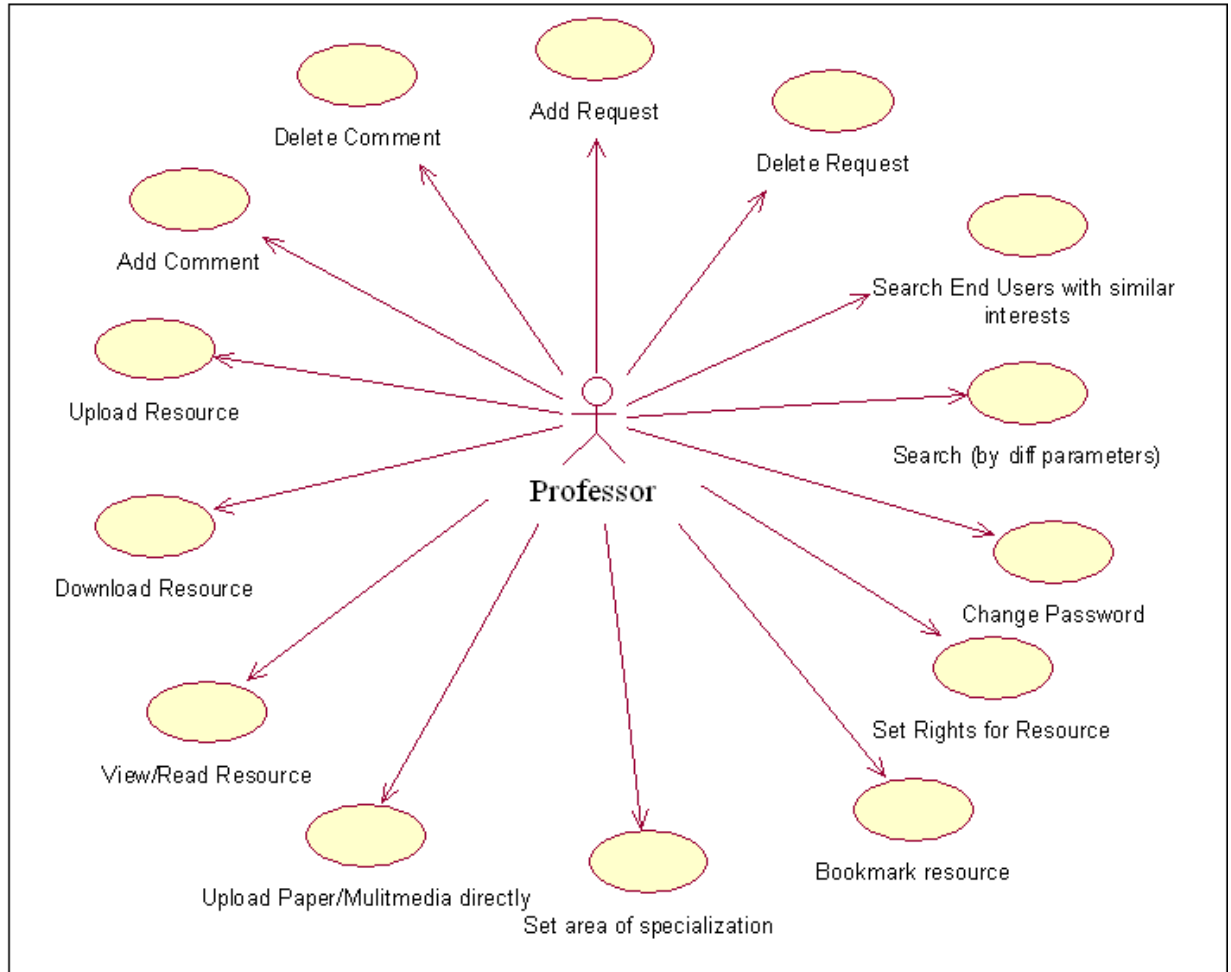 Add Request
Delete Comment
Delete Request
Add Comment
Search End Users with similar
interests
Upload Resource
Search (by diff parameters)
Professor
Download Resource
Change Password
Set Rights for Resource
View/Read Resource
Bookmark resource
Upload Paper/Mulitmedia directly
Set area of specialization